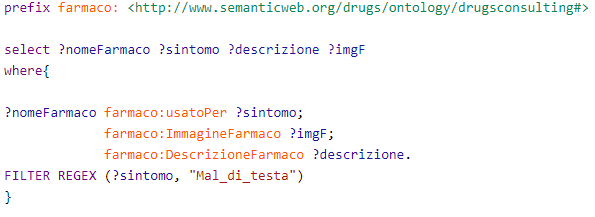 prefix farmaco: <http://www.semanticweb.org/drugs/ontology/drugsconsulting#>
select ?nomeFarmaco ?sintomo ?descrizione ?imgF
where{
?nomeFarmaco farmaco:usatoPer ?sintomo;
farmaco:ImmagineFarmaco ?imgF;
farmaco:DescrizioneFarmaco ?descrizione.
FILTER REGEX (?sintomo, "Mal_di_testa")
}